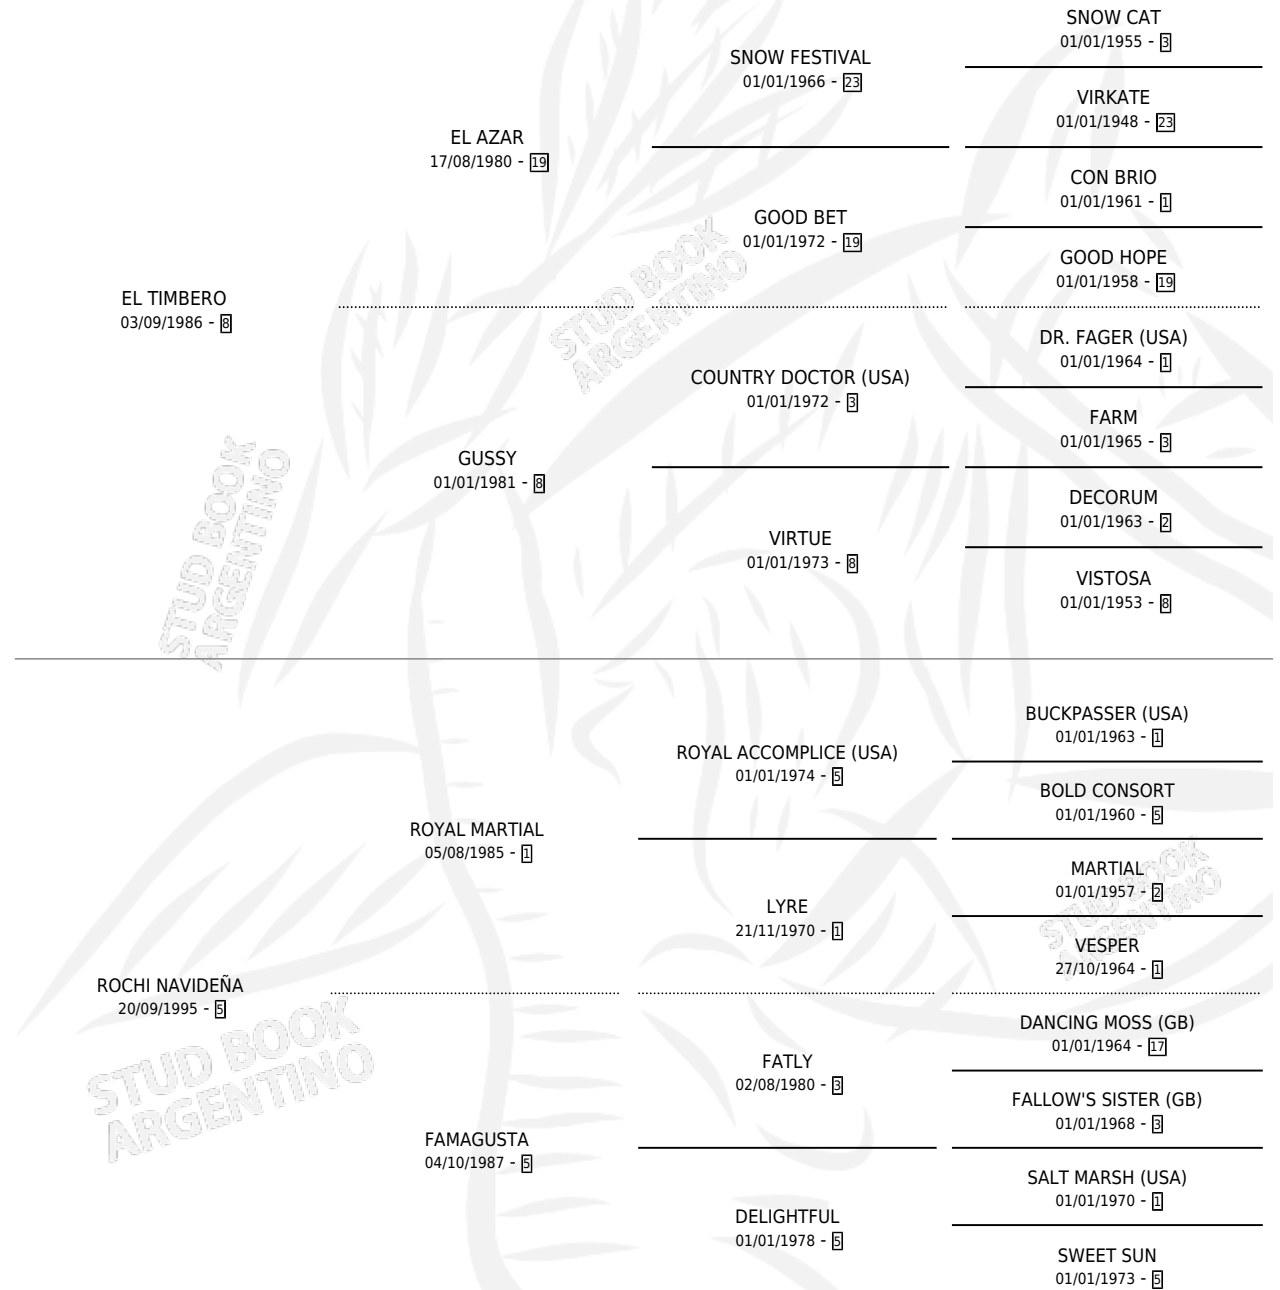 SNOW CAT
01/01/1955 - 3
SNOW FESTIVAL
01/01/1966 - 23
VIRKATE
01/01/1948 - 23
EL AZAR
17/08/1980 - 19
CON BRIO
01/01/1961 - 1
GOOD BET
01/01/1972 - 19
GOOD HOPE
01/01/1958 - 19
EL TIMBERO
03/09/1986 - 8
DR. FAGER (USA)
01/01/1964 - 1
COUNTRY DOCTOR (USA)
01/01/1972 - 3
FARM
01/01/1965 - 3
GUSSY
01/01/1981 - 8
DECORUM
01/01/1963 - 2
VIRTUE
01/01/1973 - 8
VISTOSA
01/01/1953 - 8
BUCKPASSER (USA)
01/01/1963 - 1
ROYAL ACCOMPLICE (USA)
01/01/1974 - 5
BOLD CONSORT
01/01/1960 - 5
ROYAL MARTIAL
05/08/1985 - 1
MARTIAL
01/01/1957 - 2
LYRE
21/11/1970 - 1
VESPER
27/10/1964 - 1
ROCHI NAVIDEÑA
20/09/1995 - 5
DANCING MOSS (GB)
01/01/1964 - 17
FATLY
02/08/1980 - 3
FALLOW'S SISTER (GB)
01/01/1968 - 3
FAMAGUSTA
04/10/1987 - 5
SALT MARSH (USA)
01/01/1970 - 1
DELIGHTFUL
01/01/1978 - 5
SWEET SUN
01/01/1973 - 5
STUD BOOK
ARGENTINO
STUD BOOK
ARGENTINO
STUD BOOK
ARGENTINO
STUD BOOK
ARGENTINO